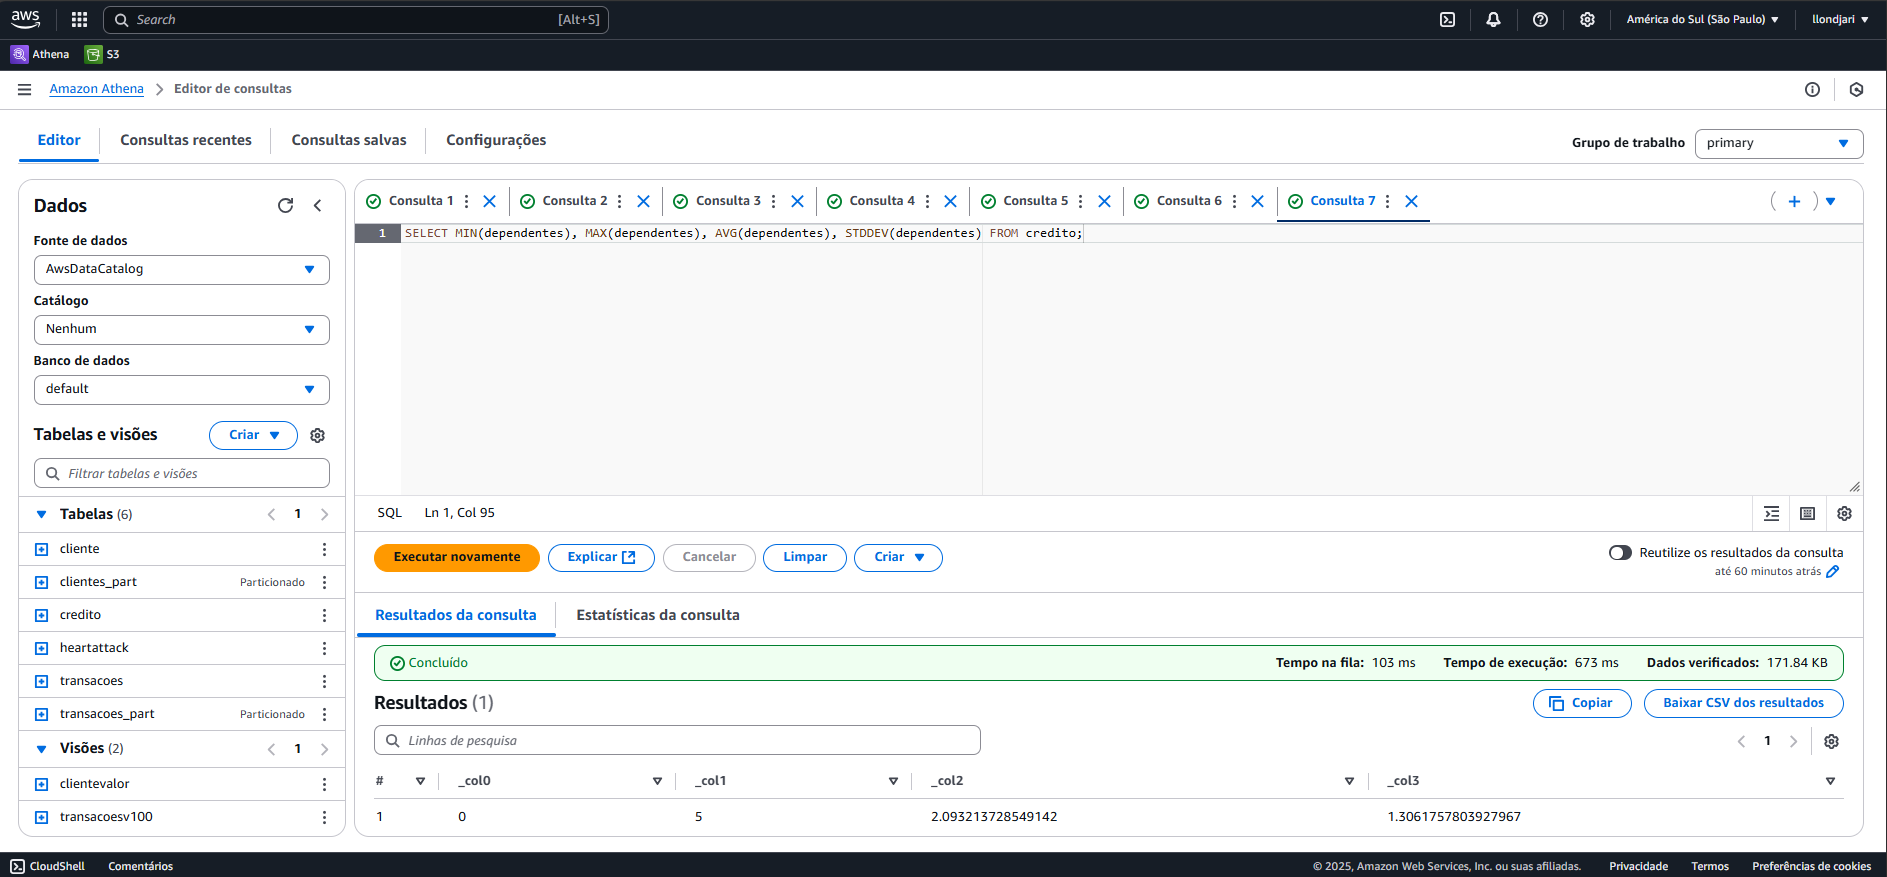 aws Search [Alt+S] América do Sul (São Paulo) llondjari
Athena S3
Amazon Athena Editor de consultas
Editor Consultas recentes Consultas salvas Configurações
Grupo de trabalho primary
Dados
Fonte de dados
AwsDataCatalog
Catálogo
Nenhum
Banco de dados
default
Tabelas e visões Criar
Filtrar tabelas e visões
Tabelas (6) 1
cliente
clientes_part Particionado
credito
heartattack
transacoes
transacoes_part Particionado
Visões (2) 1
clientevalor
transacoesv100
Consulta 1 Consulta 2 Consulta 3 Consulta 4 Consulta 5 Consulta 6 Consulta 7
1 SELECT MIN(dependentes), MAX(dependentes), AVG(dependentes), STDDEV(dependentes) FROM credito;
SQL Ln 1, Col 95
Executar novamente Explicar Cancelar Limpar Criar
Reutilize os resultados da consulta
até 60 minutos atrás
Resultados da consulta Estatísticas da consulta
Concluído Tempo na fila: 103 ms Tempo de execução: 673 ms Dados verificados: 171.84 KB
Resultados (1) Copiar Baixar CSV dos resultados
Linhas de pesquisa 1
# _col0 _col1 _col2 _col3
1 0 5 2.093213728549142 1.3061757803927967
CloudShell Comentários © 2025, Amazon Web Services, Inc. ou suas afiliadas. Privacidade Termos Preferências de cookies